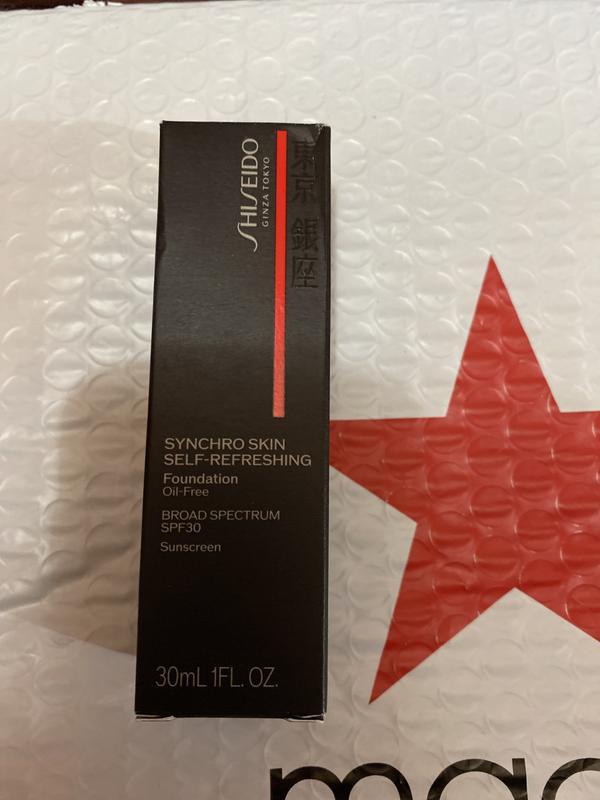 SHISEIDO
GINZA TOKYO
東京 銀座
SYNCHRO SKIN
SELF-REFRESHING
Foundation
Oil-Free
BROAD SPECTRUM
SPF30
Sunscreen
30mL 1FL. OZ.